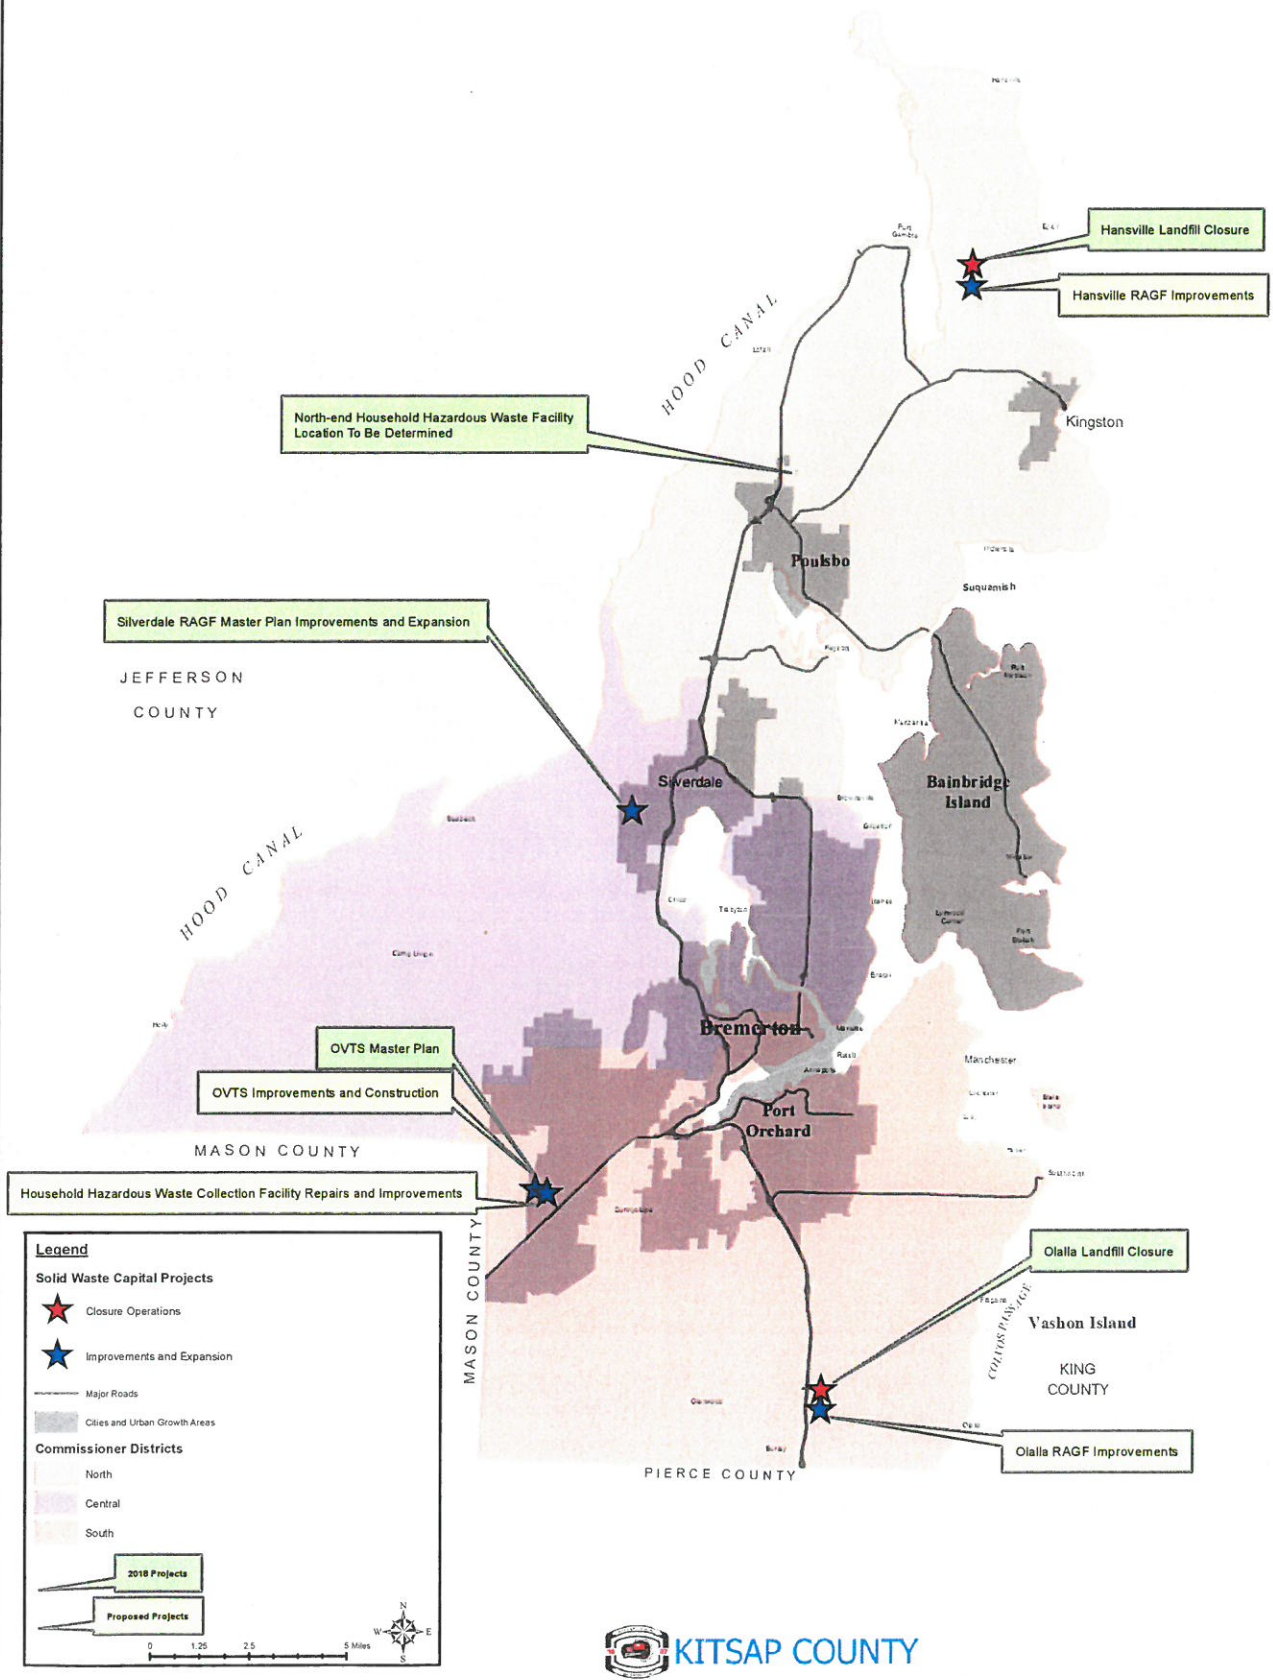 Hansville Landfill Closure
Hansville RAGF Improvements
HOOD CANAL
North-end Household Hazardous Waste Facility
Location To Be Determined
Kingston
Poulsbo
Suquamish
Silverdale RAGF Master Plan Improvements and Expansion
JEFFERSON
COUNTY
Silverdale
Bainbridge
Island
HOOD CANAL
Camp Union
Bremerton
OVTS Master Plan
Manchester
OVTS Improvements and Construction
Port
Orchard
MASON COUNTY
Household Hazardous Waste Collection Facility Repairs and Improvements
MASON COUNTY
Olalla Landfill Closure
COLVOS PASSAGE
Vashon Island
KING
COUNTY
Olalla RAGF Improvements
PIERCE COUNTY
Legend
Solid Waste Capital Projects
Closure Operations
Improvements and Expansion
Major Roads
Cities and Urban Growth Areas
Commissioner Districts
North
Central
South
2018 Projects
Proposed Projects
N
W E
S
0 1.25 2.5 5 Miles
KITSAP COUNTY